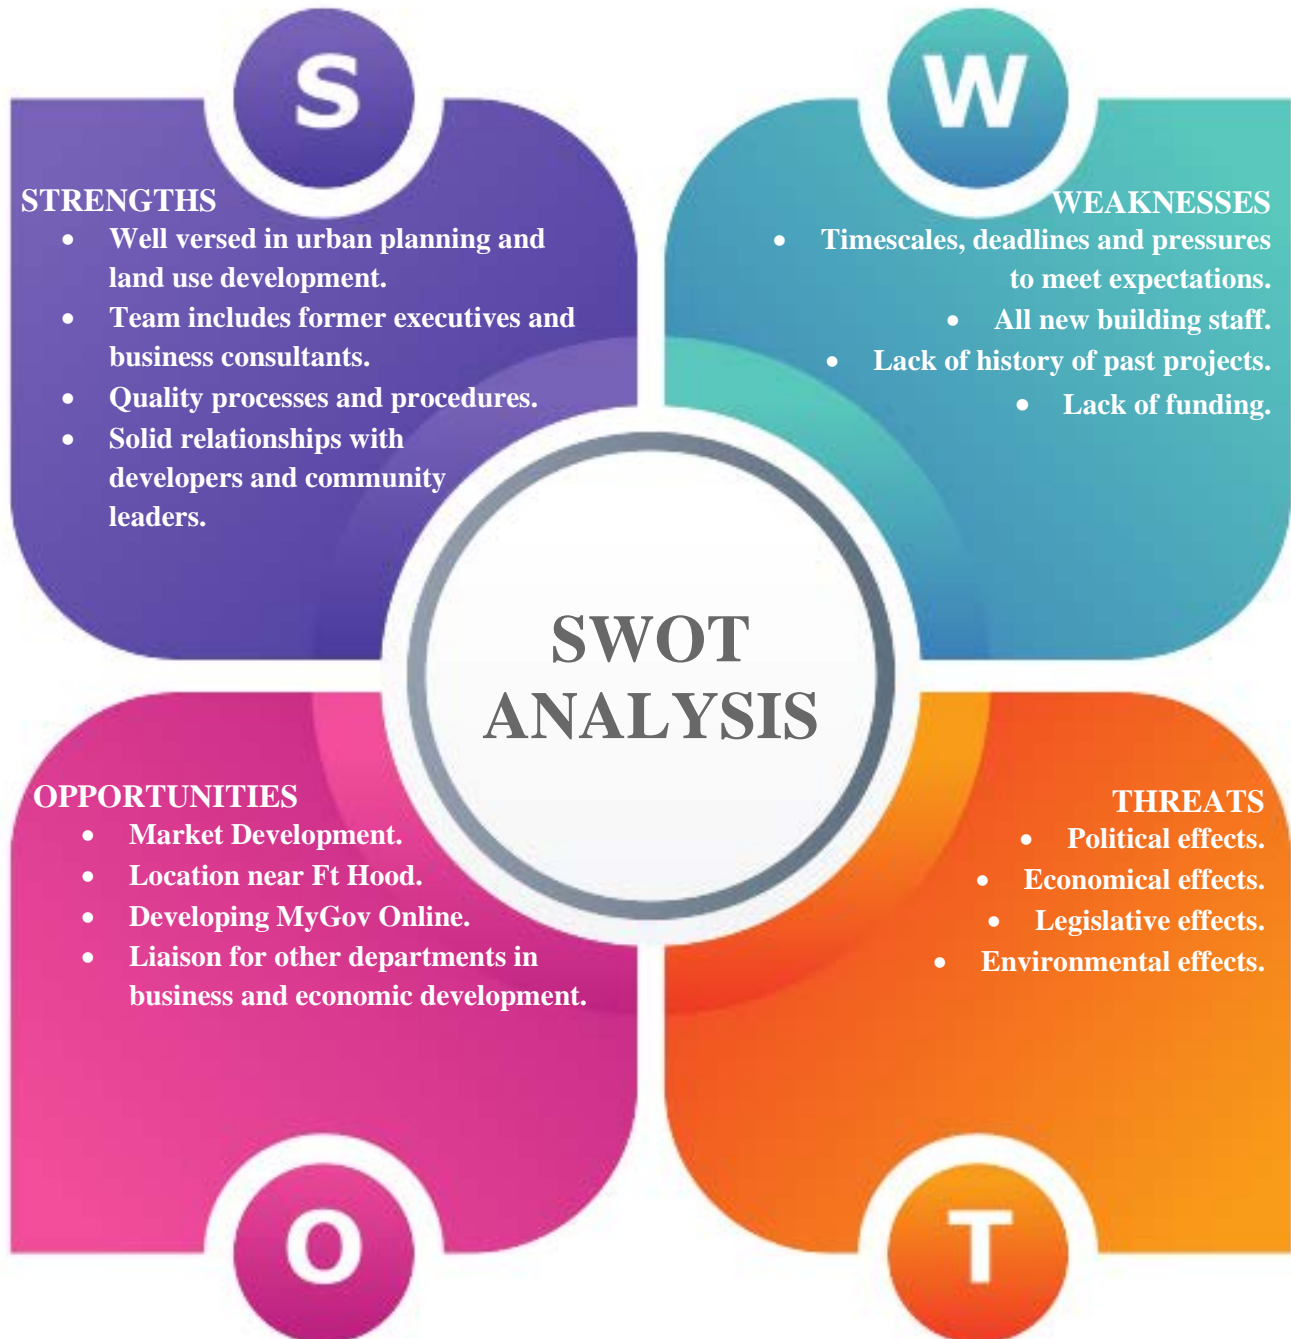 S
STRENGTHS
• Well versed in urban planning and
land use development.
• Team includes former executives and
business consultants.
• Quality processes and procedures.
• Solid relationships with
developers and community
leaders.
W
WEAKNESSES
• Timescales, deadlines and pressures
to meet expectations.
• All new building staff.
• Lack of history of past projects.
• Lack of funding.
SWOT
ANALYSIS
OPPORTUNITIES
• Market Development.
• Location near Ft Hood.
• Developing MyGov Online.
• Liaison for other departments in
business and economic development.
O
THREATS
• Political effects.
• Economical effects.
• Legislative effects.
• Environmental effects.
T